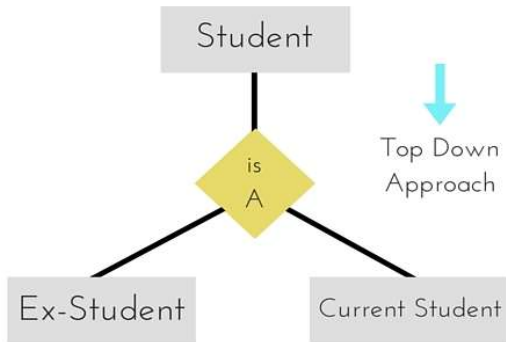 Student
is
A
Top Down
Approach
Ex-Student
Current Student